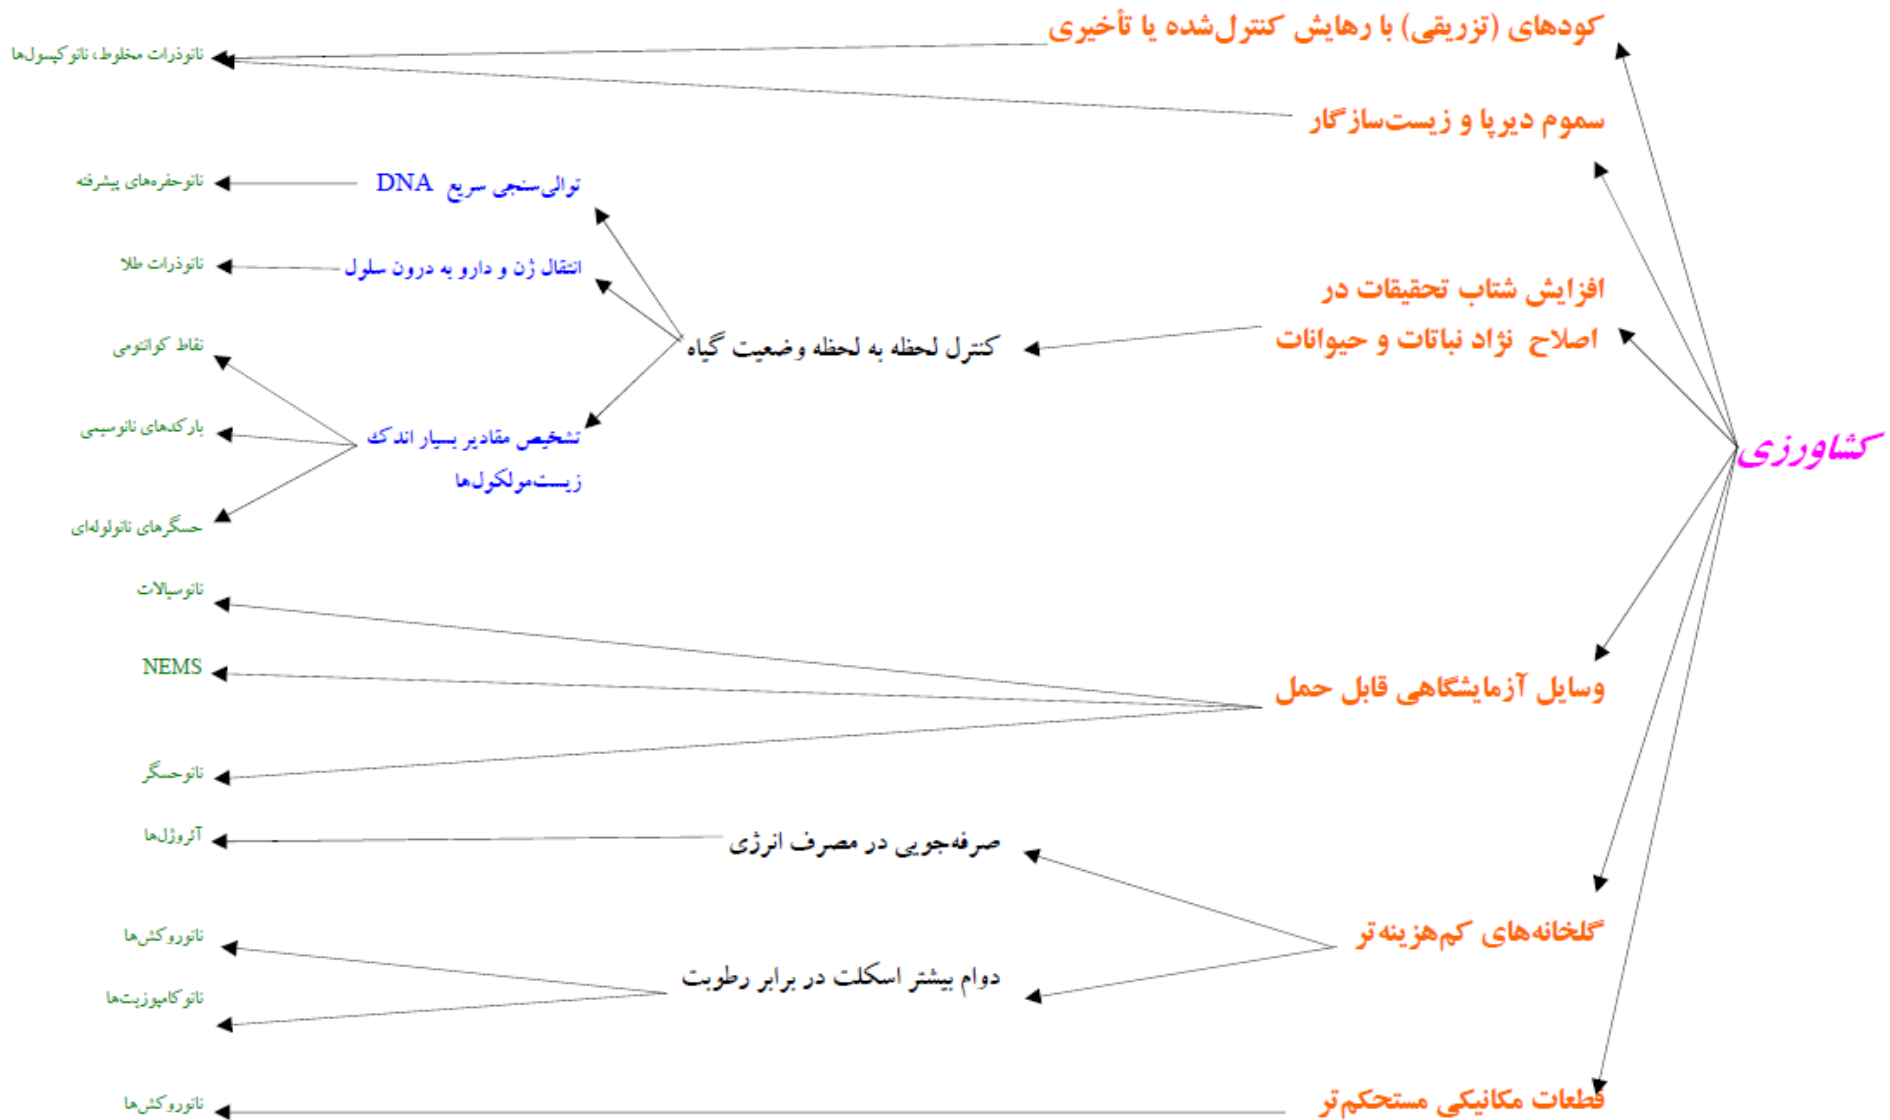 کشاورزی
کودهای (تزریقی) با رهایش کنترل‌شده یا تأخیری
نانوذرات مخلوط، نانوکپسول‌ها
سموم دیرپا و زیست‌سازگار
افزایش شتاب تحقیقات در
اصلاح نژاد نباتات و حیوانات
کنترل لحظه به لحظه وضعیت گیاه
توالی‌سنجی سریع DNA
نانوحفره‌های پیشرفته
انتقال ژن و دارو به درون سلول
نانوذرات طلا
تشخیص مقادیر بسیار اندک
زیست‌مولکول‌ها
نقاط کوانتومی
بارکدهای نانوسیمی
حسگرهای نانولوله‌ای
وسایل آزمایشگاهی قابل حمل
نانوسیالات
NEMS
نانوحسگر
گلخانه‌های کم‌هزینه‌تر
صرفه‌جویی در مصرف انرژی
آئروژل‌ها
دوام بیشتر اسکلت در برابر رطوبت
نانوروکش‌ها
نانوکامپوزیت‌ها
قطعات مکانیکی مستحکم‌تر
نانوروکش‌ها